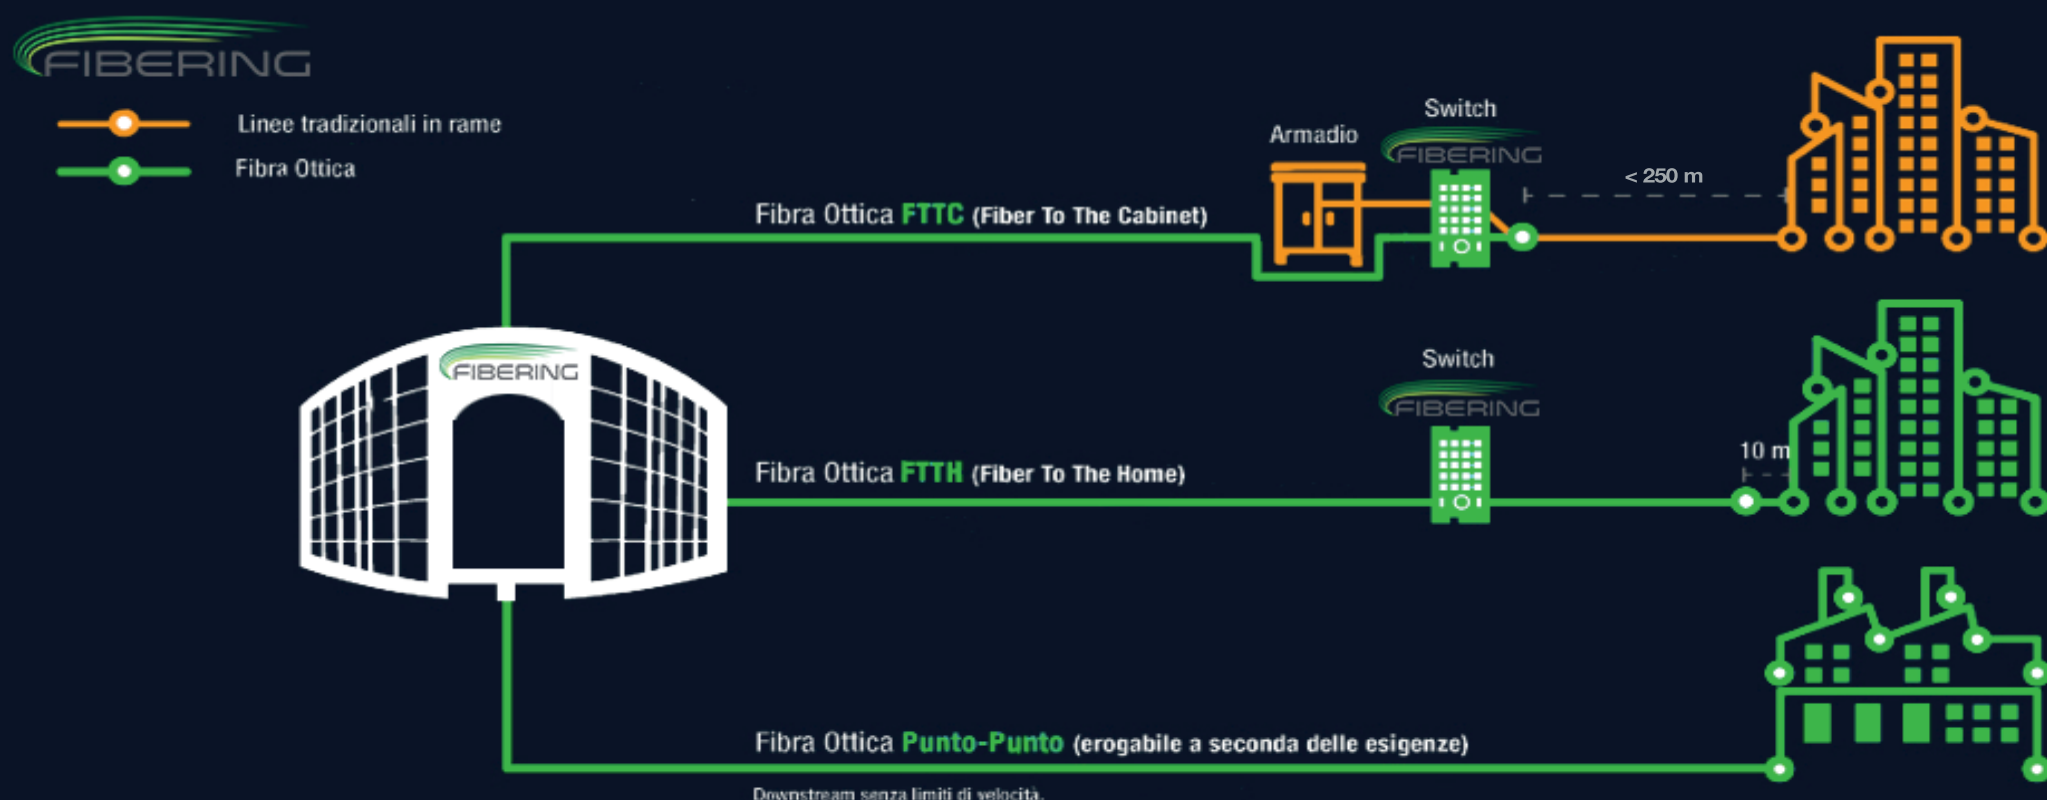 FIBERING
Linee tradizionali in rame
Fibra Ottica
Switch
Armadio
FIBERING
< 250 m
Fibra Ottica FTTC (Fiber To The Cabinet)
FIBERING
Switch
FIBERING
10 m
Fibra Ottica FTTH (Fiber To The Home)
Fibra Ottica Punto-Punto (erogabile a seconda delle esigenze)
Downstream senza limiti di velocità.